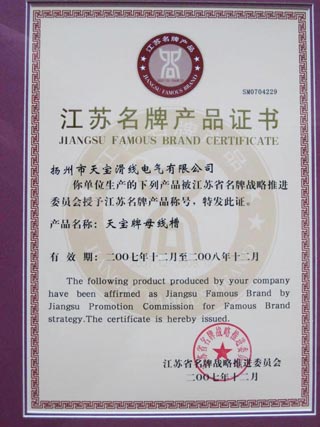 江苏名牌产品
JIANGSU FAMOUS BRAND
SM0704229
江苏名牌产品证书
JIANGSU FAMOUS BRAND CERTIFICATE
扬州市天宝滑线电气有限公司
你单位生产的下列产品被江苏省名牌战略推进
委员会授予江苏名牌产品称号，特发此证。
产品名称：天宝牌母线槽
有效期：二00七年十二月至二00八年十二月
The following product produced by your company
have been affirmed as Jiangsu Famous Brand by
Jiangsu Promotion Commission for Famous Brand
strategy.The certificate is hereby issued.
江苏省名牌战略推进委员会
二00七年十二月